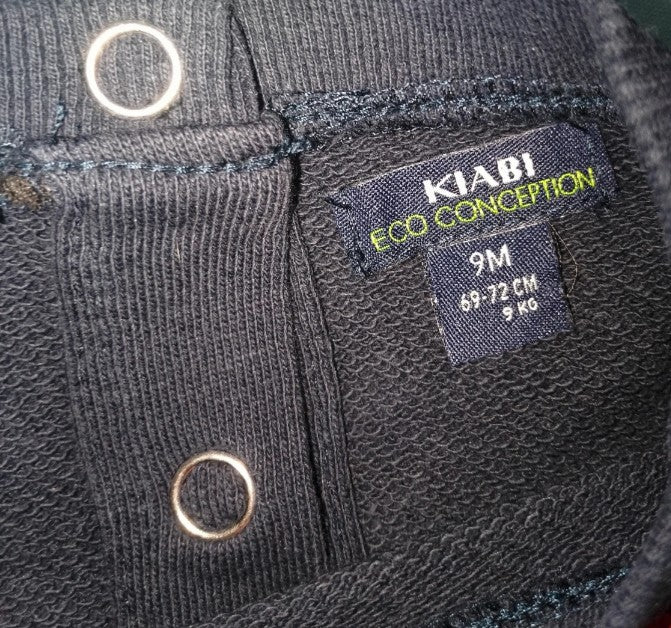 KIABI
ECO CONCEPTION
9M
69-72 CM
9 KG